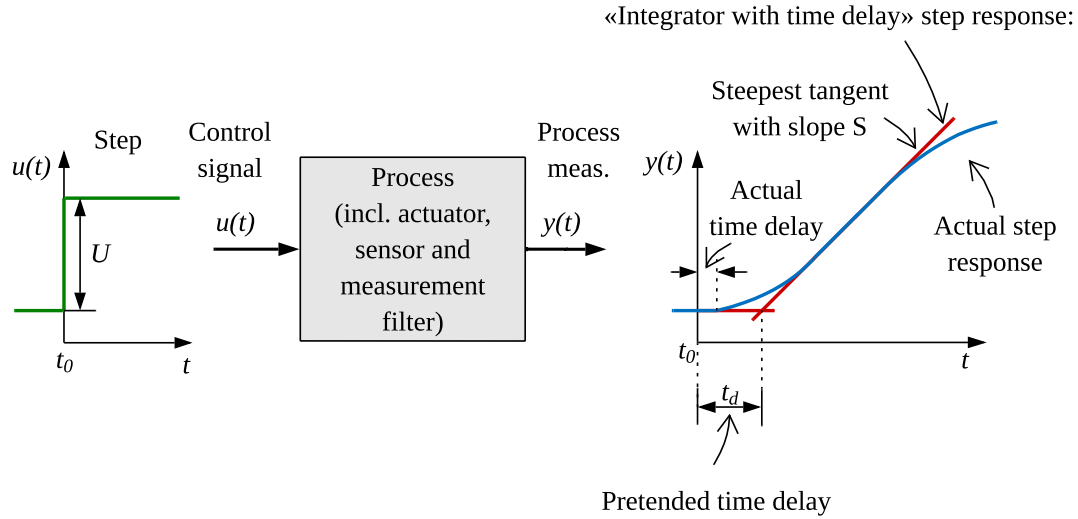 «Integrator with time delay» step response:
Steepest tangent
with slope S
Step
Control
signal
Process
meas.
u(t)
y(t)
Process
(incl. actuator,
sensor and
measurement
filter)
Actual
time delay
u(t)
y(t)
U
Actual step
response
t0
t
t0
t
td
Pretended time delay